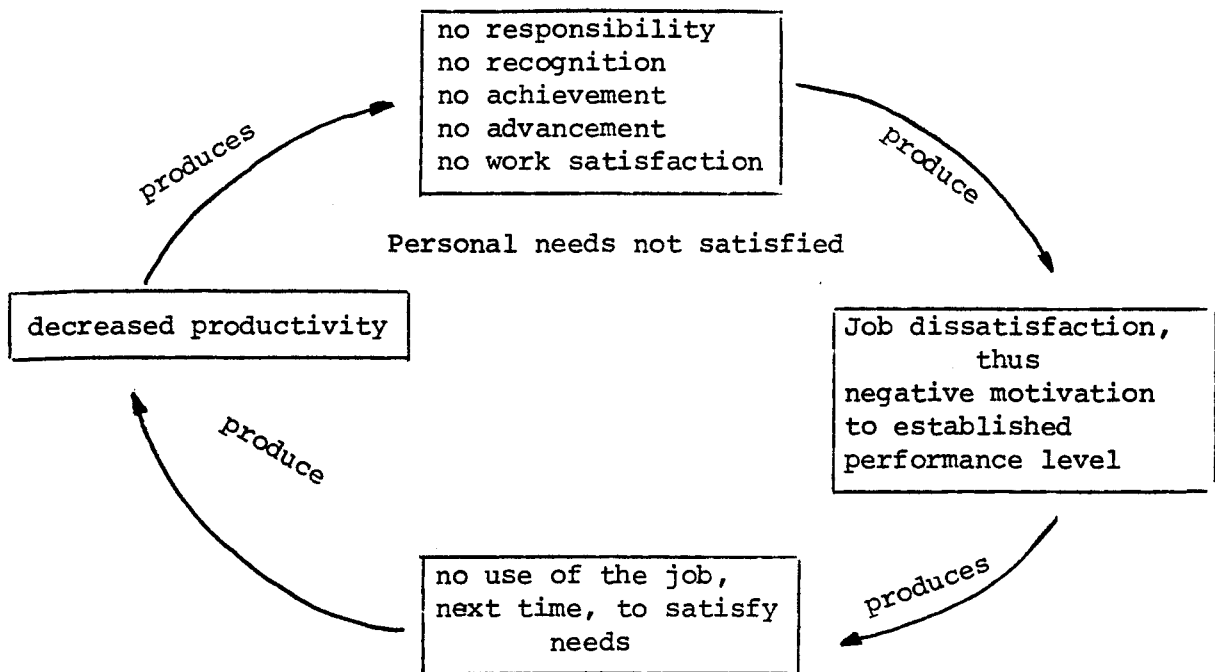 no responsibility
no recognition
no achievement
no advancement
no work satisfaction
produces
produce
Personal needs not satisfied
decreased productivity
Job dissatisfaction,
thus
negative motivation
to established
performance level
produce
produces
no use of the job,
next time, to satisfy
needs